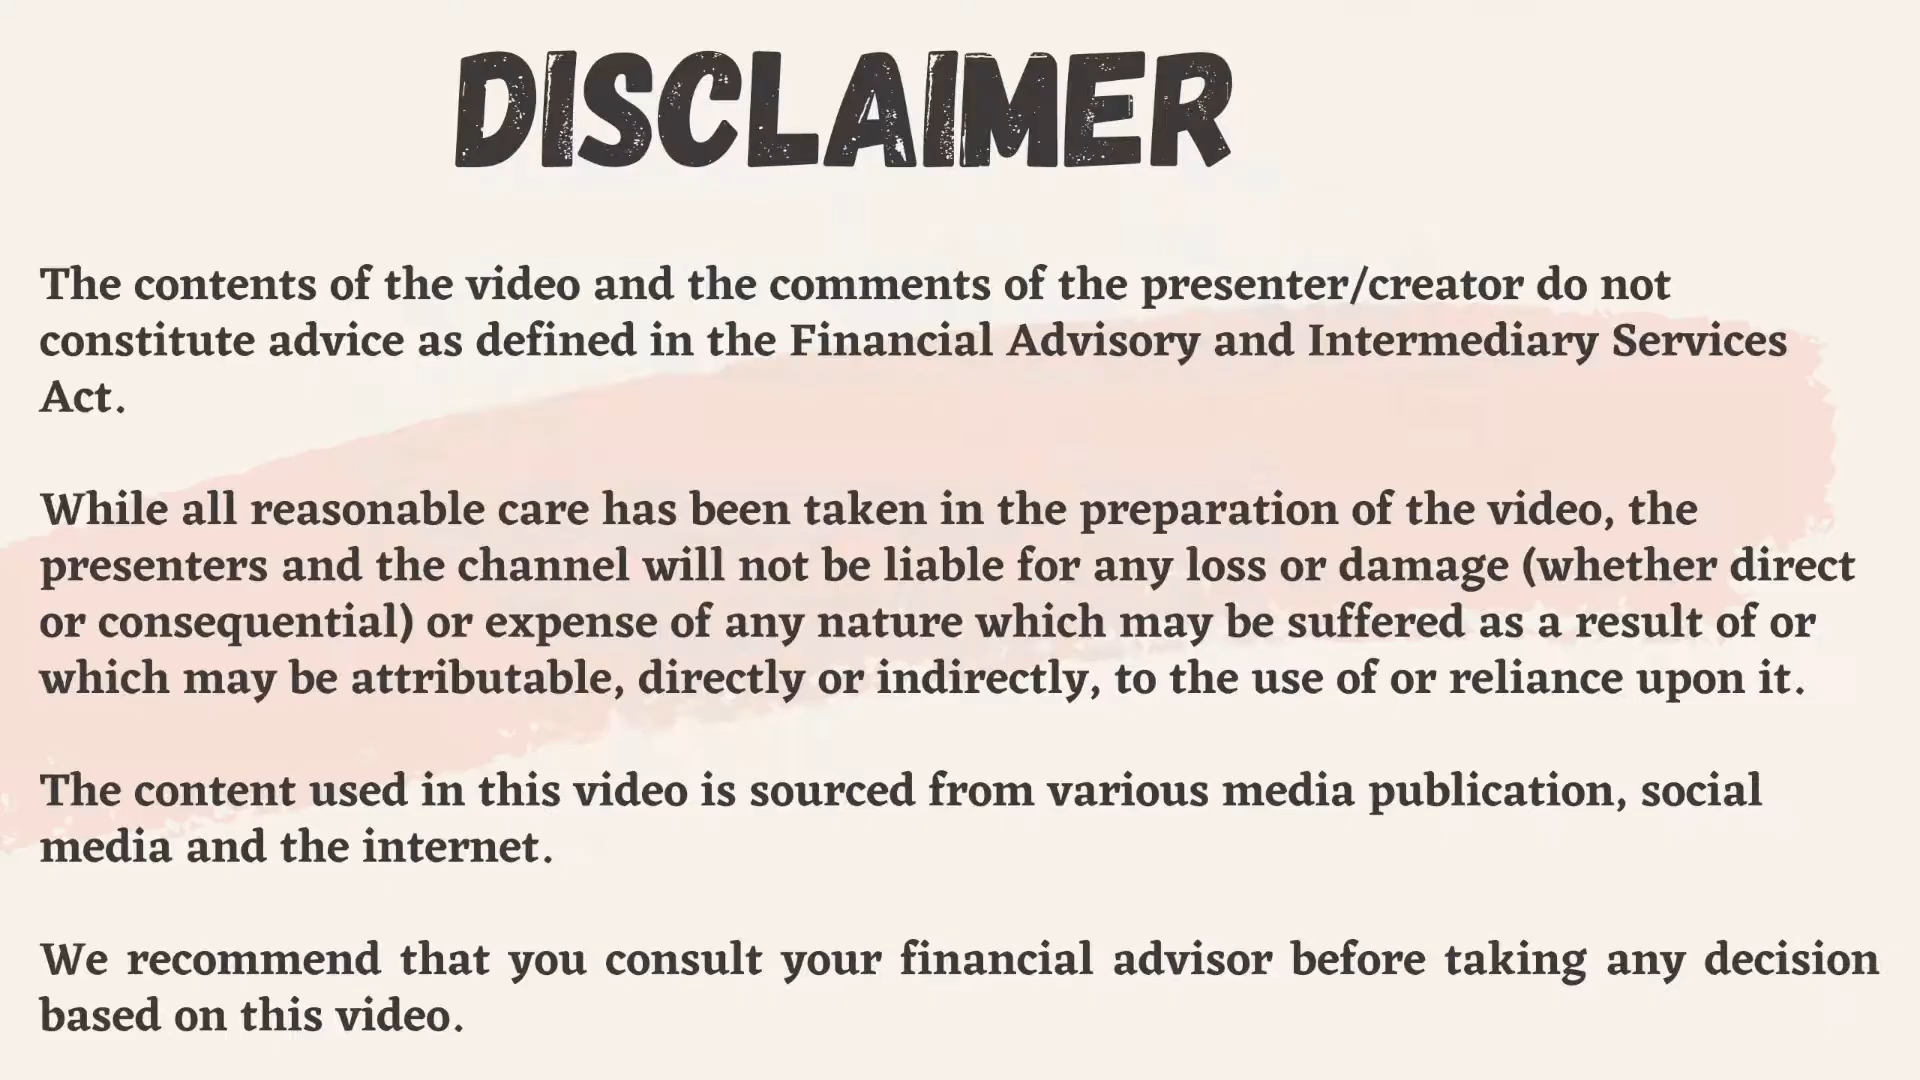 DISCLAIMER
The contents of the video and the comments of the presenter/creator do not
constitute advice as defined in the Financial Advisory and Intermediary Services
Act.
While all reasonable care has been taken in the preparation of the video, the
presenters and the channel will not be liable for any loss or damage (whether direct
or consequential) or expense of any nature which may be suffered as a result of or
which may be attributable, directly or indirectly, to the use of or reliance upon it.
The content used in this video is sourced from various media publication, social
media and the internet.
We recommend that you consult your financial advisor before taking any decision
based on this video.